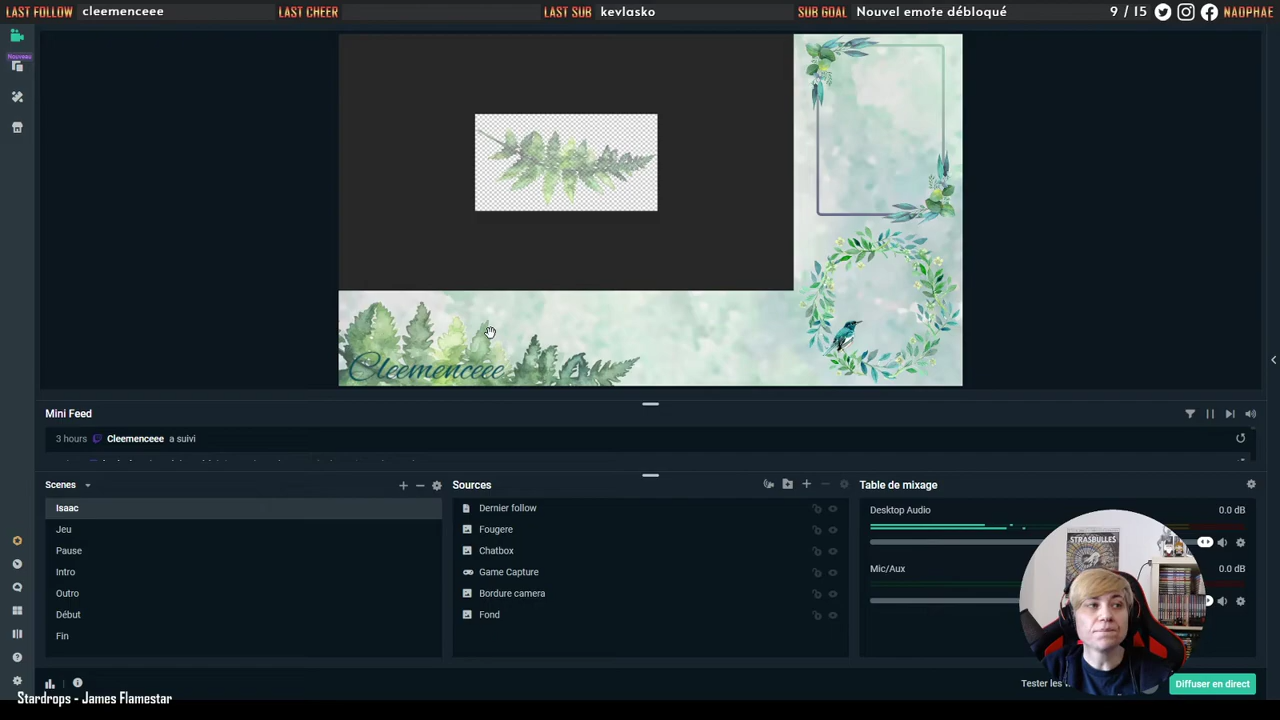 LAST FOLLOW cleemenceee LAST CHEER LAST SUB kevlasko SUB GOAL Nouvel emote débloqué 9 / 15 NAOPHAE
Nouveau
Cleemenceee
Mini Feed
3 hours Cleemenceee a suivi
Scenes
Isaac
Jeu
Pause
Intro
Outro
Début
Fin
Sources
Dernier follow
Fougere
Chatbox
Game Capture
Bordure camera
Fond
Table de mixage
Desktop Audio 0.0 dB
Mic/Aux 0.0 dB
STRASBULLES
Tester les
Diffuser en direct
Stardrops - James Flamestar